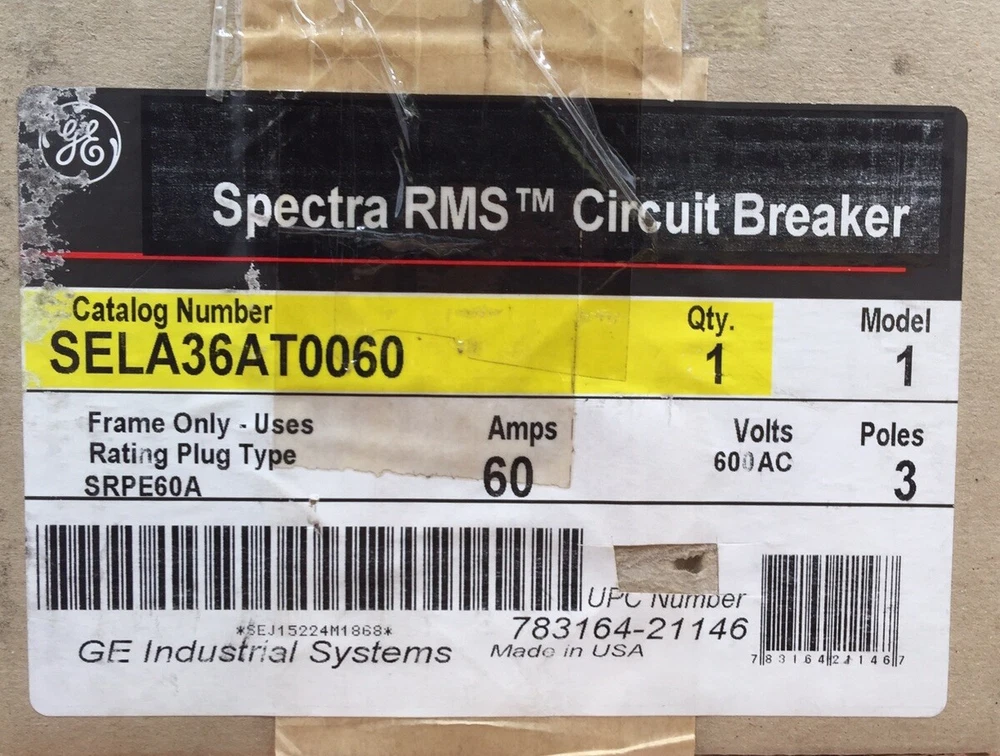 GE
Spectra RMS™ Circuit Breaker
Catalog Number Qty. Model
SELA36AT0060 1 1
Frame Only - Uses Amps Volts Poles
Rating Plug Type 60 600AC 3
SRPE60A
*SEJ15224M1868*
UPC Number
783164-21146
GE Industrial Systems Made in USA
7 83164 21146 7